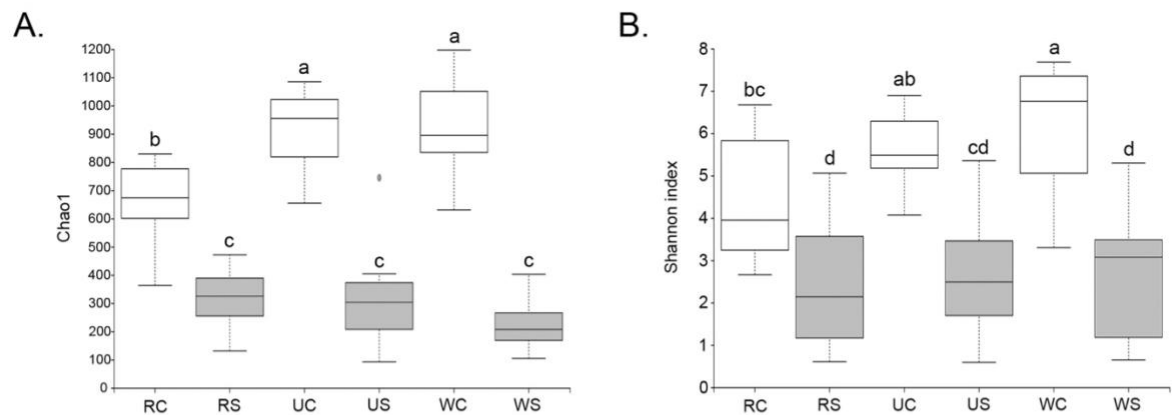 A.
Chao1
1200
1100
1000
900
800
700
600
500
400
300
200
100
0
b
c
a
c
a
c
RC RS UC US WC WS
B.
Shannon index
8
7
6
5
4
3
2
1
0
bc
d
ab
cd
a
d
RC RS UC US WC WS